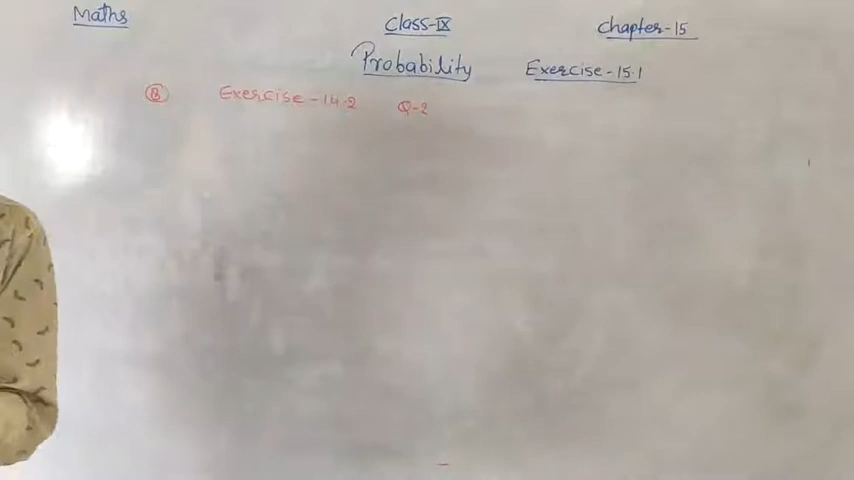 Maths Class-IX Chapter-15
Probability Exercise-15.1
B Exercise-14.2 Q-2